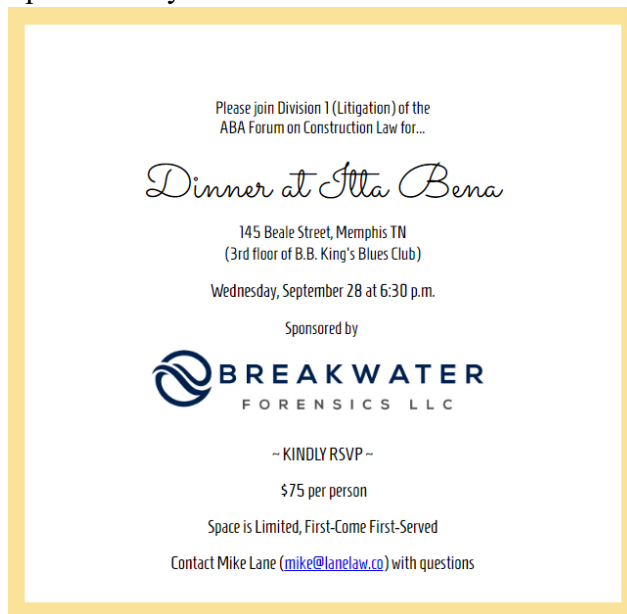 Please join Division 1 (Litigation) of the
ABA Forum on Construction Law for...
Dinner at Itta Bena
145 Beale Street, Memphis TN
(3rd floor of B.B. King's Blues Club)
Wednesday, September 28 at 6:30 p.m.
Sponsored by
BREAKWATER
FORENSICS LLC
~ KINDLY RSVP ~
$75 per person
Space is Limited, First-Come First-Served
Contact Mike Lane (mike@lanelaw.co) with questions